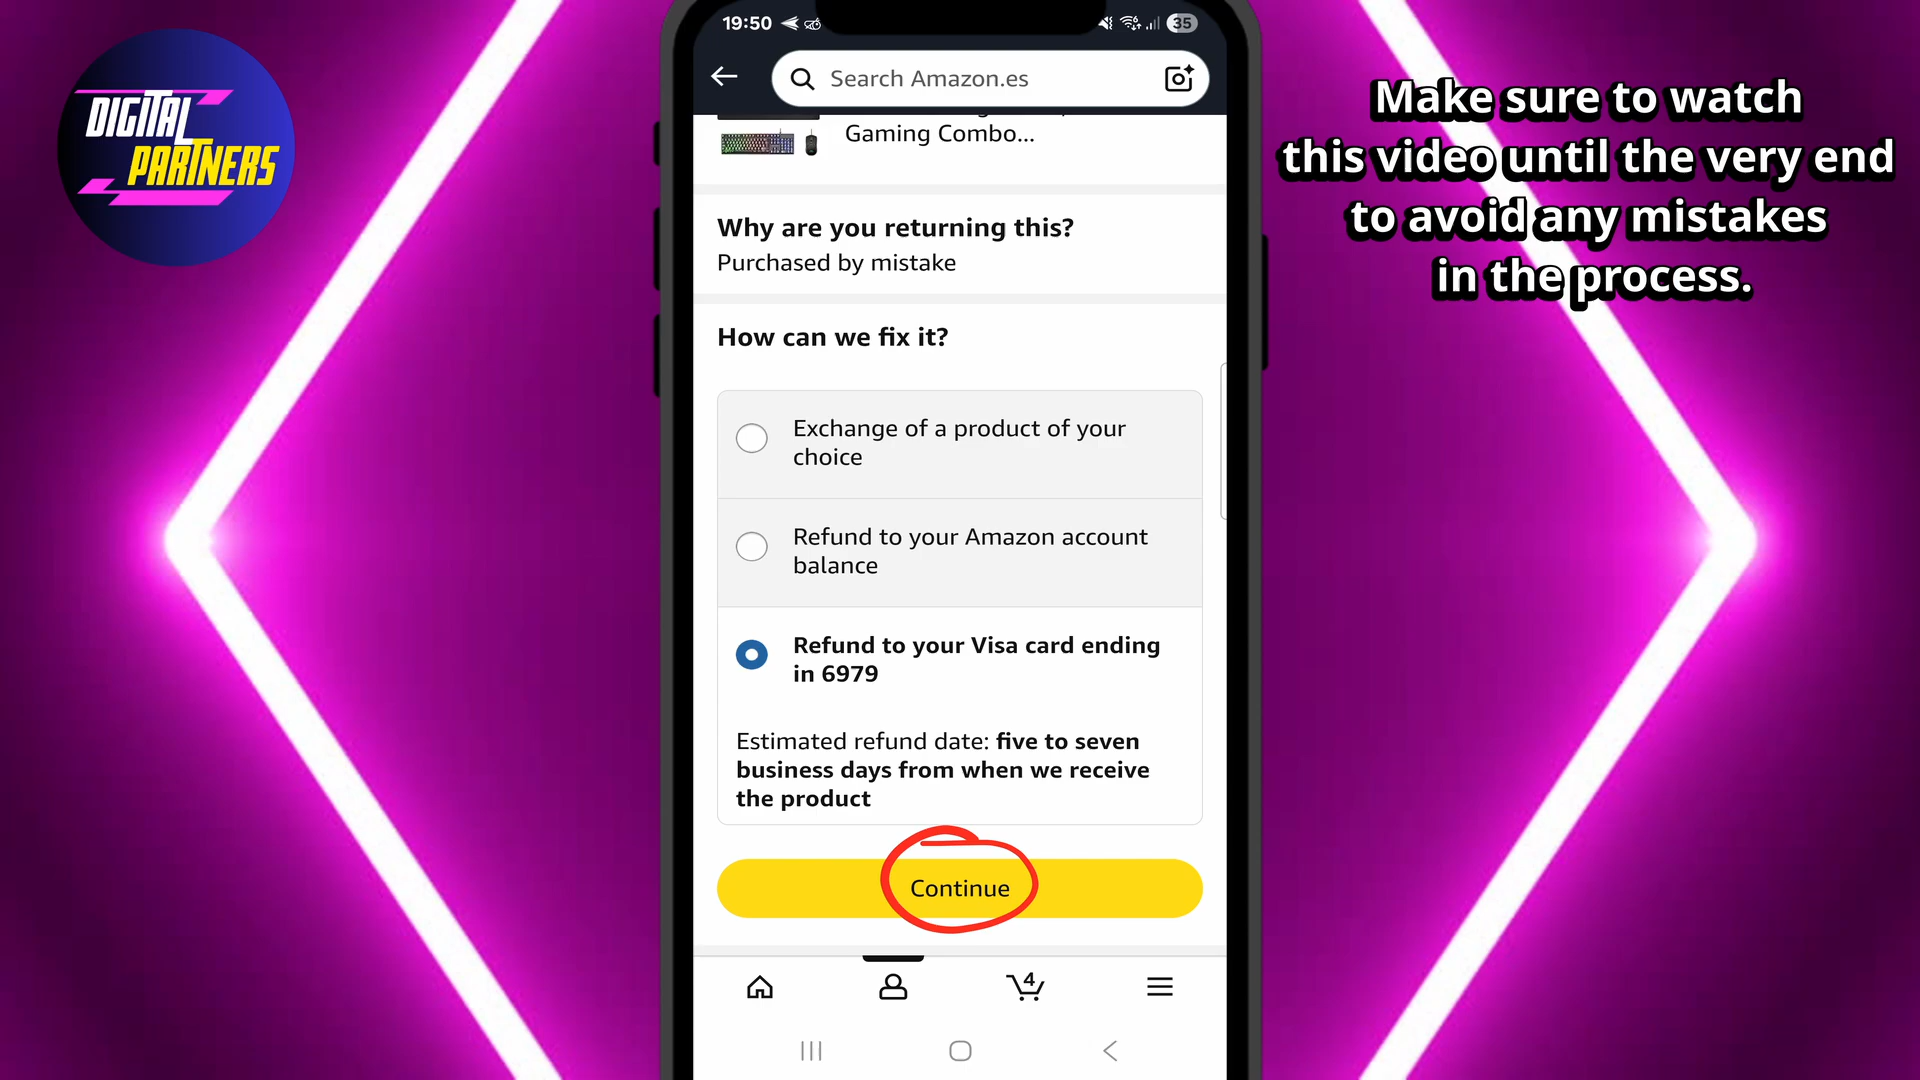 DIGITAL
PARTNERS
19:50
35
Search Amazon.es
Gaming Combo...
Why are you returning this?
Purchased by mistake
How can we fix it?
Exchange of a product of your
choice
Refund to your Amazon account
balance
Refund to your Visa card ending
in 6979
Estimated refund date: five to seven
business days from when we receive
the product
Continue
4
Make sure to watch
this video until the very end
to avoid any mistakes
in the process.